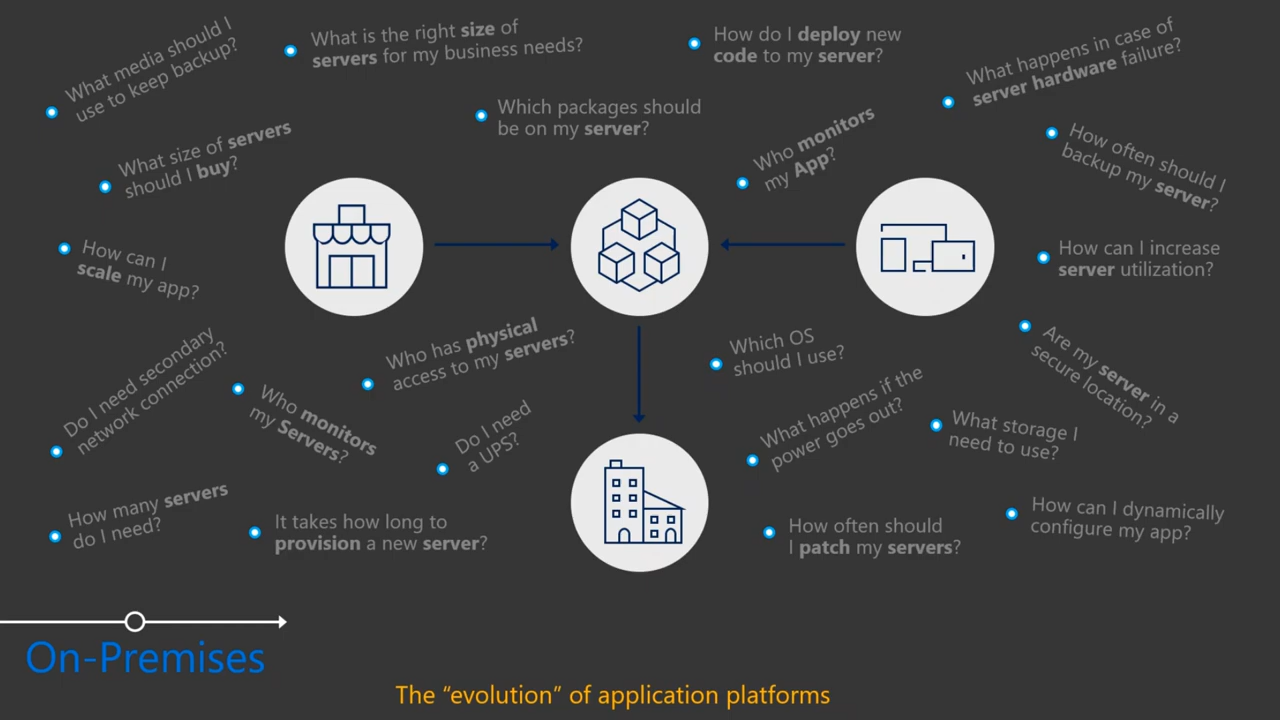 What media should I
use to keep backup?
What is the right size of
servers for my business needs?
How do I deploy new
code to my server?
What happens in case of
server hardware failure?
Which packages should
be on my server?
What size of servers
should I buy?
Who monitors
my App?
How often should I
backup my server?
How can I
scale my app?
How can I increase
server utilization?
Who has physical
access to my servers?
Which OS
should I use?
Are my server in a
secure location?
Do I need secondary
network connection?
Who monitors
my Servers?
Do I need
a UPS?
What happens if the
power goes out?
What storage I
need to use?
How many servers
do I need?
It takes how long to
provision a new server?
How often should
I patch my servers?
How can I dynamically
configure my app?
On-Premises
The “evolution” of application platforms